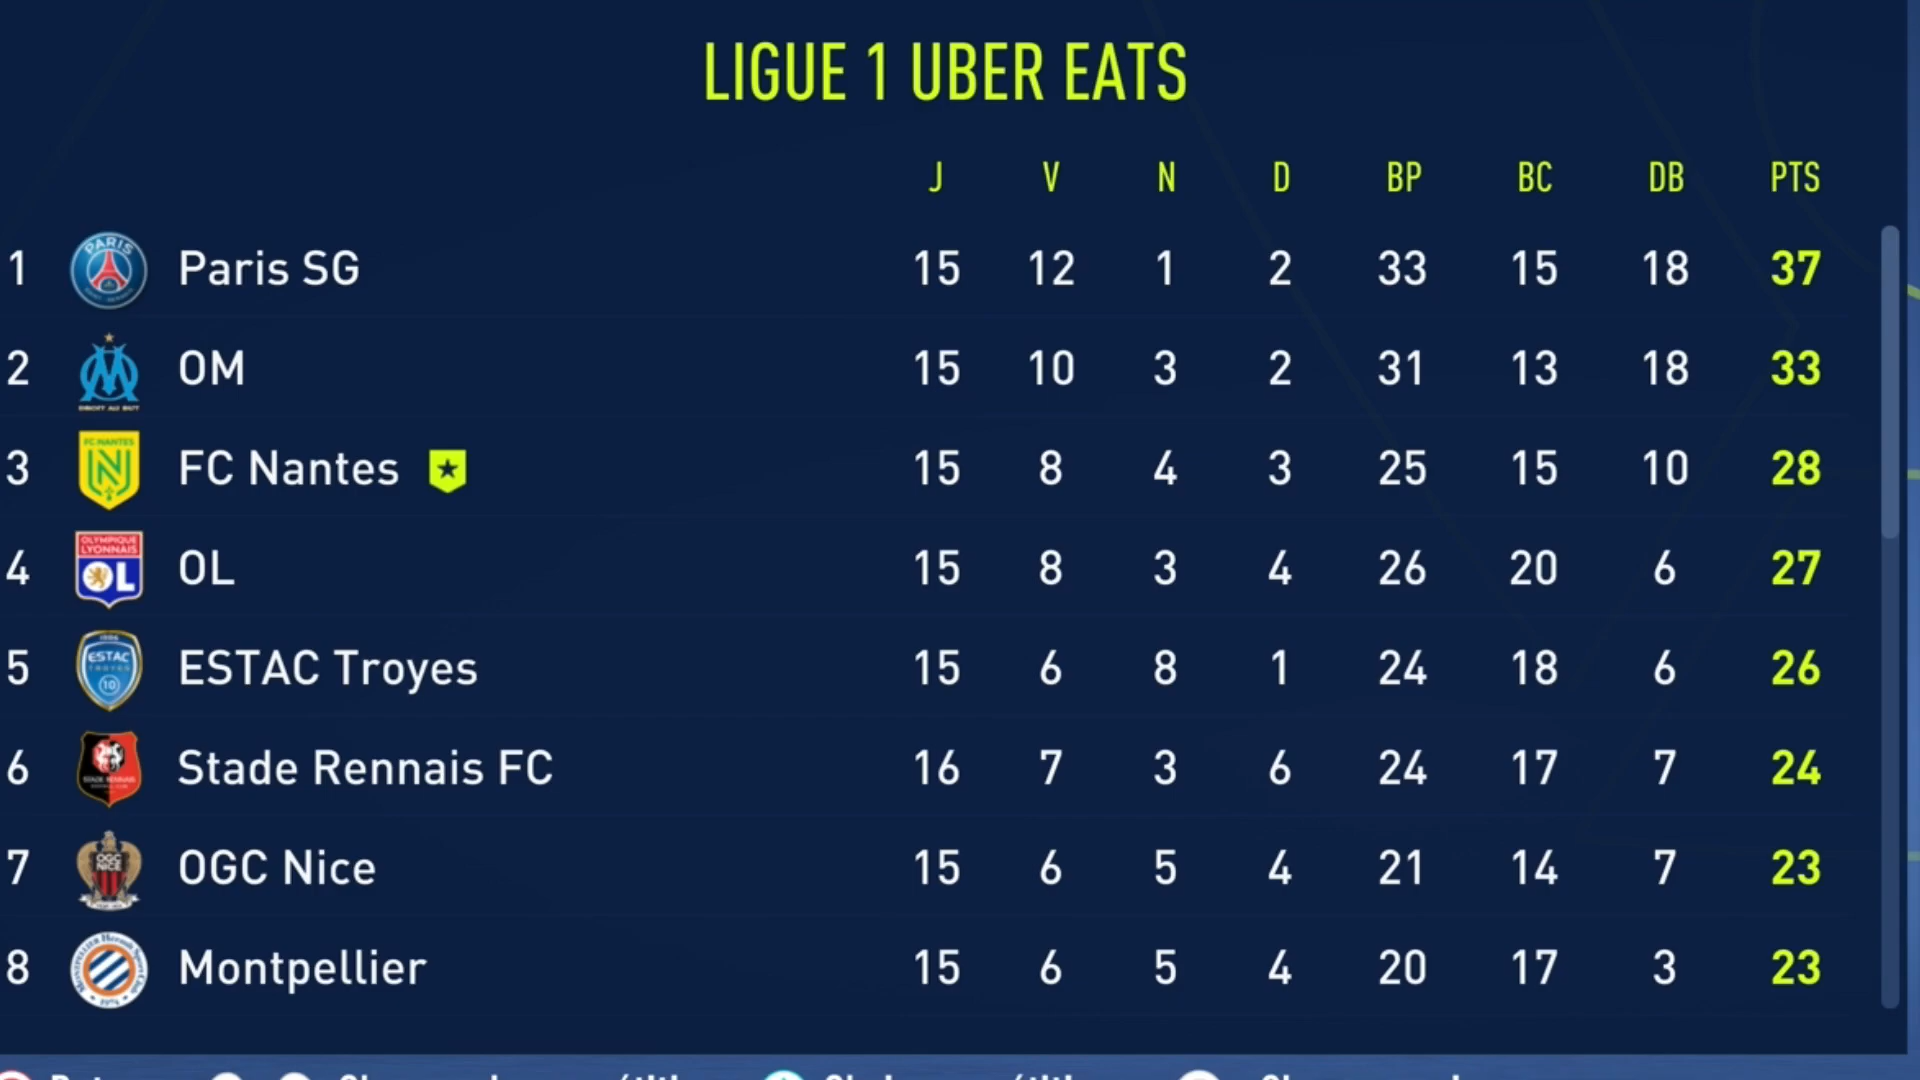 LIGUE 1 UBER EATS
J V N D BP BC DB PTS
1 Paris SG 15 12 1 2 33 15 18 37
2 OM 15 10 3 2 31 13 18 33
3 FC Nantes 15 8 4 3 25 15 10 28
4 OL 15 8 3 4 26 20 6 27
5 ESTAC Troyes 15 6 8 1 24 18 6 26
6 Stade Rennais FC 16 7 3 6 24 17 7 24
7 OGC Nice 15 6 5 4 21 14 7 23
8 Montpellier 15 6 5 4 20 17 3 23